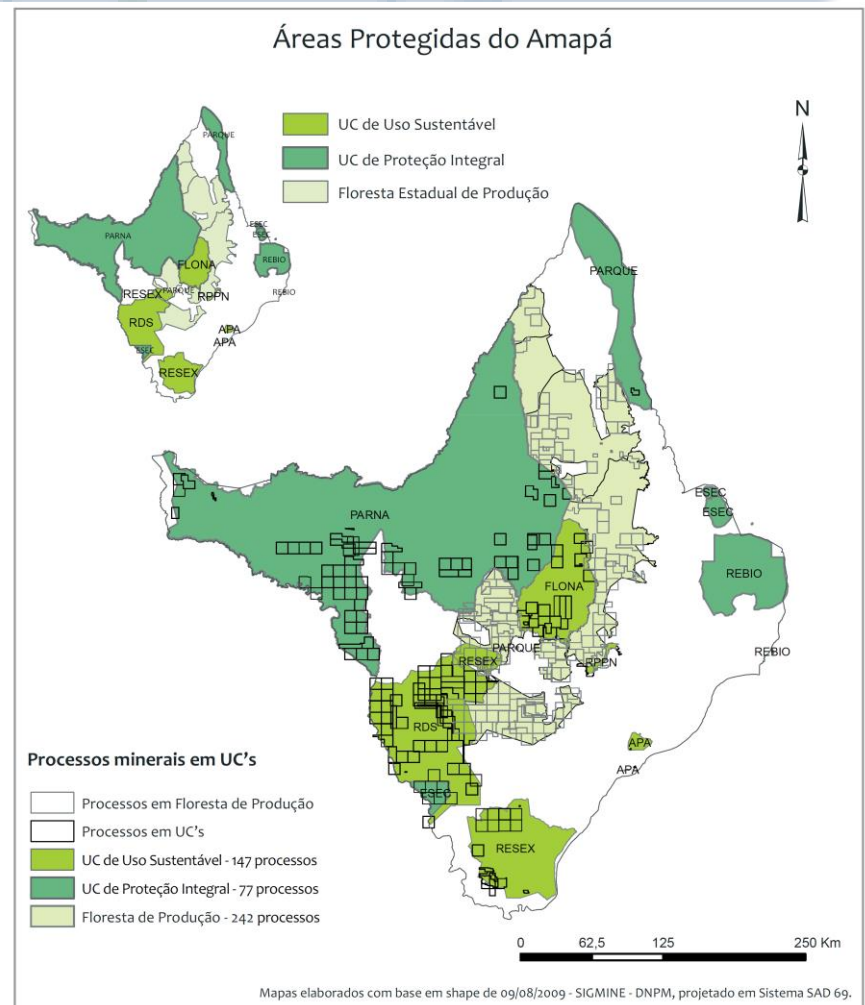 Áreas Protegidas do Amapá
N
UC de Uso Sustentável
UC de Proteção Integral
Floresta Estadual de Produção
PARQUE
PARNA
ESEC
ESEC
REBIO
FLONA
RESEX
PARQUE
RPPN
REBIO
RDS
APA
APA
ESEC
RESEX
PARQUE
PARNA
ESEC
ESEC
REBIO
FLONA
PARQUE
REBIO
RESEX
RPPN
RDS
APA
APA
ESEC
RESEX
Processos minerais em UC's
Processos em Floresta de Produção
Processos em UC's
UC de Uso Sustentável - 147 processos
UC de Proteção Integral - 77 processos
Floresta de Produção - 242 processos
0 62,5 125 250 Km
Mapas elaborados com base em shape de 09/08/2009 - SIGMINE - DNPM, projetado em Sistema SAD 69.